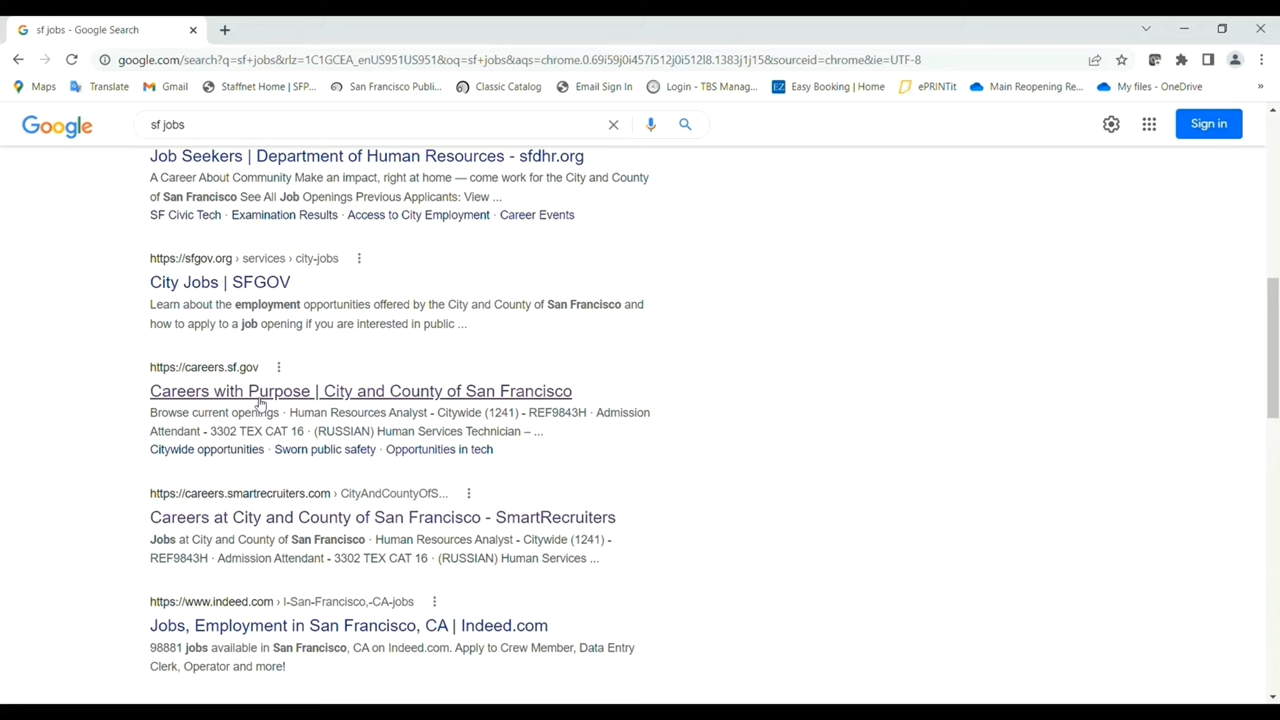 sf jobs - Google Search
google.com/search?q=sf+jobs&rlz=1C1GCEA_enUS951US951&oq=sf+jobs&aqs=chrome.0.69i59j0i457i512j0i512l8.1383j1j15&sourceid=chrome&ie=UTF-8
Maps Translate Gmail Staffnet Home | SFP... San Francisco Publi... Classic Catalog Email Sign In Login - TBS Manag... EZ Easy Booking | Home ePRINTit Main Reopening Re... My files - OneDrive »
Google sf jobs Sign in
Job Seekers | Department of Human Resources - sfdhr.org
A Career About Community Make an impact, right at home — come work for the City and County
of San Francisco See All Job Openings Previous Applicants: View ...
SF Civic Tech · Examination Results · Access to City Employment · Career Events
https://sfgov.org › services › city-jobs
City Jobs | SFGOV
Learn about the employment opportunities offered by the City and County of San Francisco and
how to apply to a job opening if you are interested in public ...
https://careers.sf.gov
Careers with Purpose | City and County of San Francisco
Browse current openings · Human Resources Analyst - Citywide (1241) - REF9843H · Admission
Attendant - 3302 TEX CAT 16 · (RUSSIAN) Human Services Technician – ...
Citywide opportunities · Sworn public safety · Opportunities in tech
https://careers.smartrecruiters.com › CityAndCountyOfS...
Careers at City and County of San Francisco - SmartRecruiters
Jobs at City and County of San Francisco · Human Resources Analyst - Citywide (1241) -
REF9843H · Admission Attendant - 3302 TEX CAT 16 · (RUSSIAN) Human Services ...
https://www.indeed.com › l-San-Francisco,-CA-jobs
Jobs, Employment in San Francisco, CA | Indeed.com
98881 jobs available in San Francisco, CA on Indeed.com. Apply to Crew Member, Data Entry
Clerk, Operator and more!